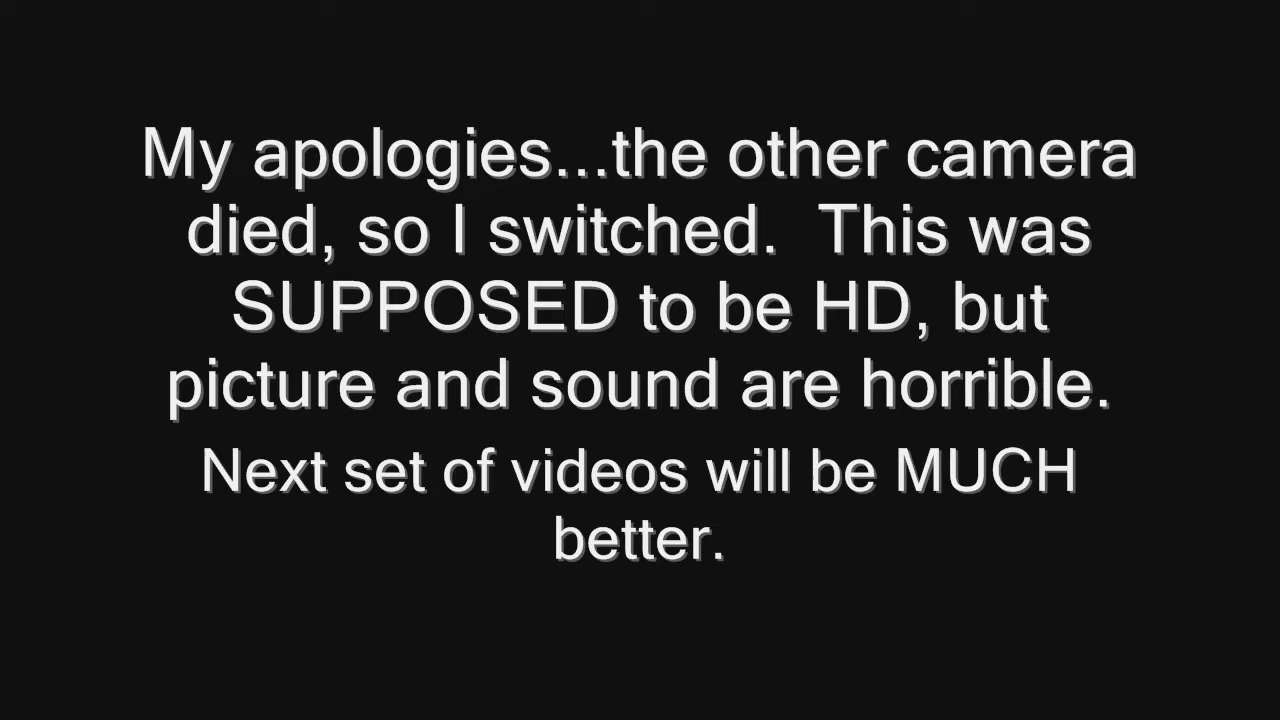 My apologies...the other camera
died, so I switched.  This was
SUPPOSED to be HD, but
picture and sound are horrible.
Next set of videos will be MUCH
better.